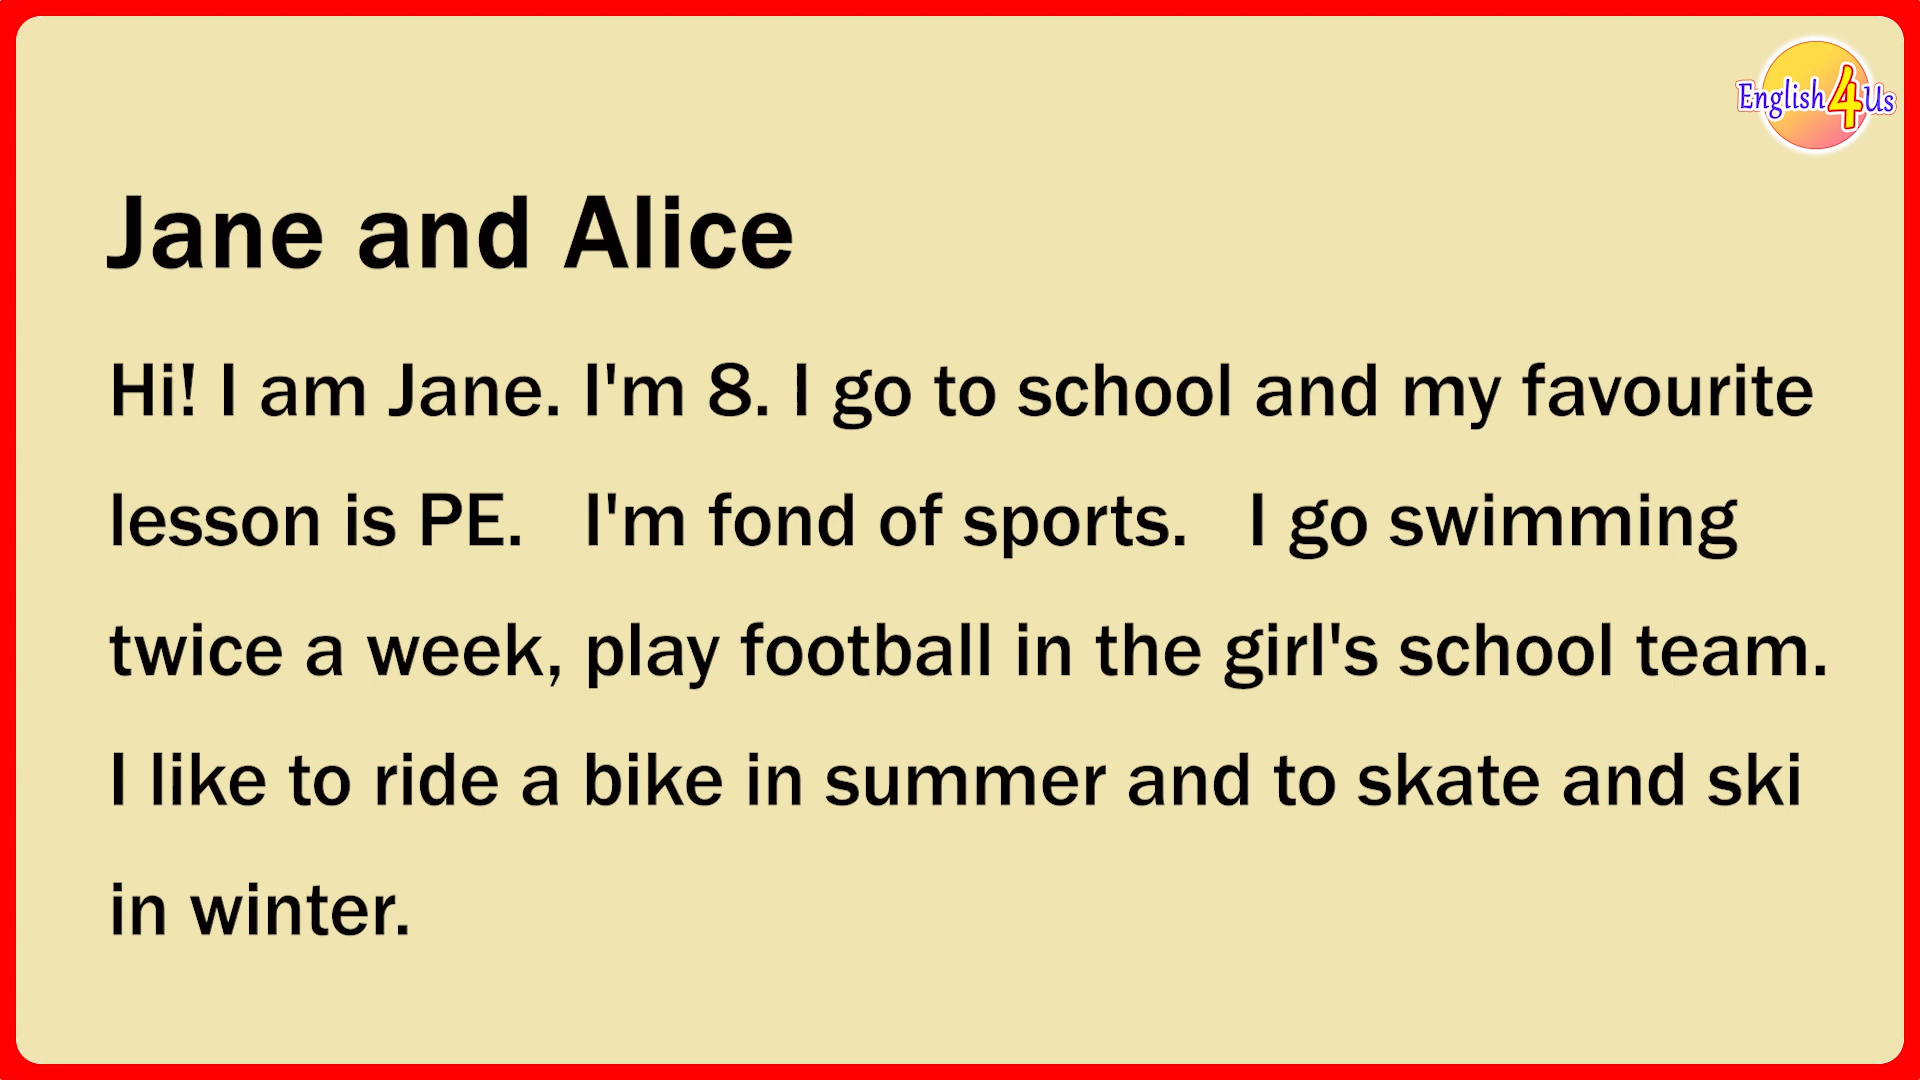 English4Us
Jane and Alice
Hi! I am Jane. I'm 8. I go to school and my favourite
lesson is PE. I'm fond of sports. I go swimming
twice a week, play football in the girl's school team.
I like to ride a bike in summer and to skate and ski
in winter.